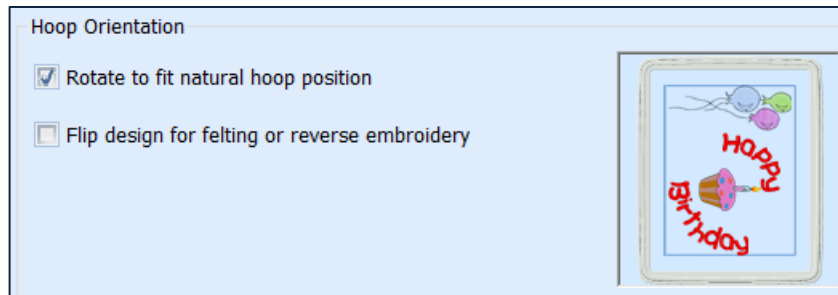 Hoop Orientation
Rotate to fit natural hoop position
Flip design for felting or reverse embroidery
Happy
Birthday